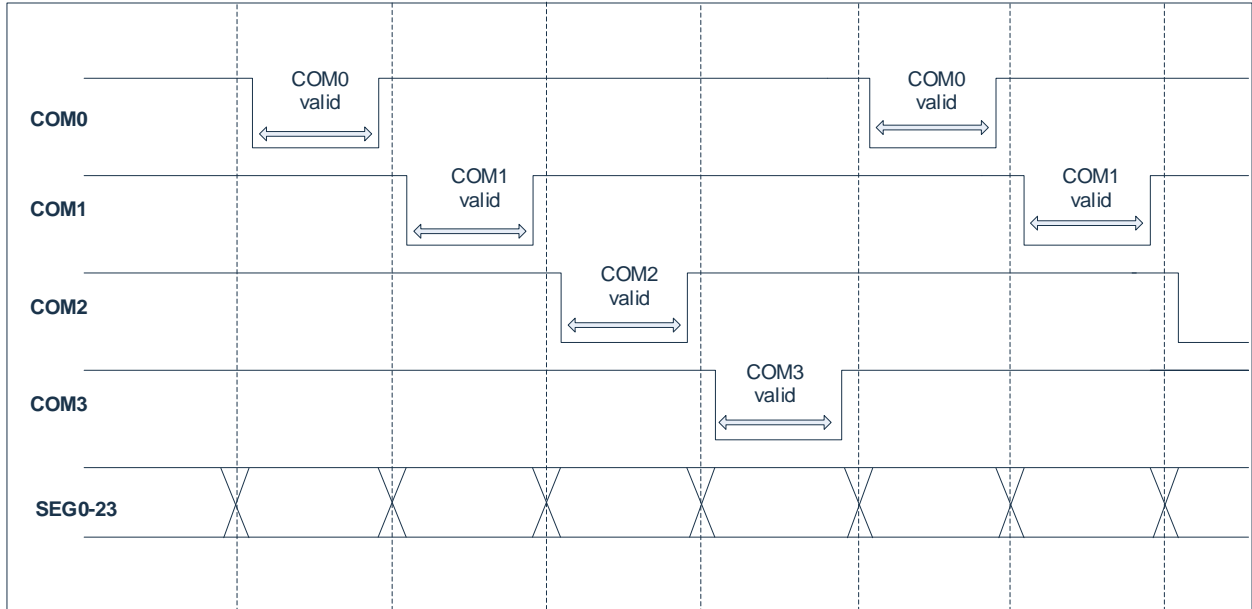 COM0
valid
COM0
valid
COM0
COM1
valid
COM1
valid
COM1
COM2
valid
COM2
COM3
valid
COM3
SEG0-23